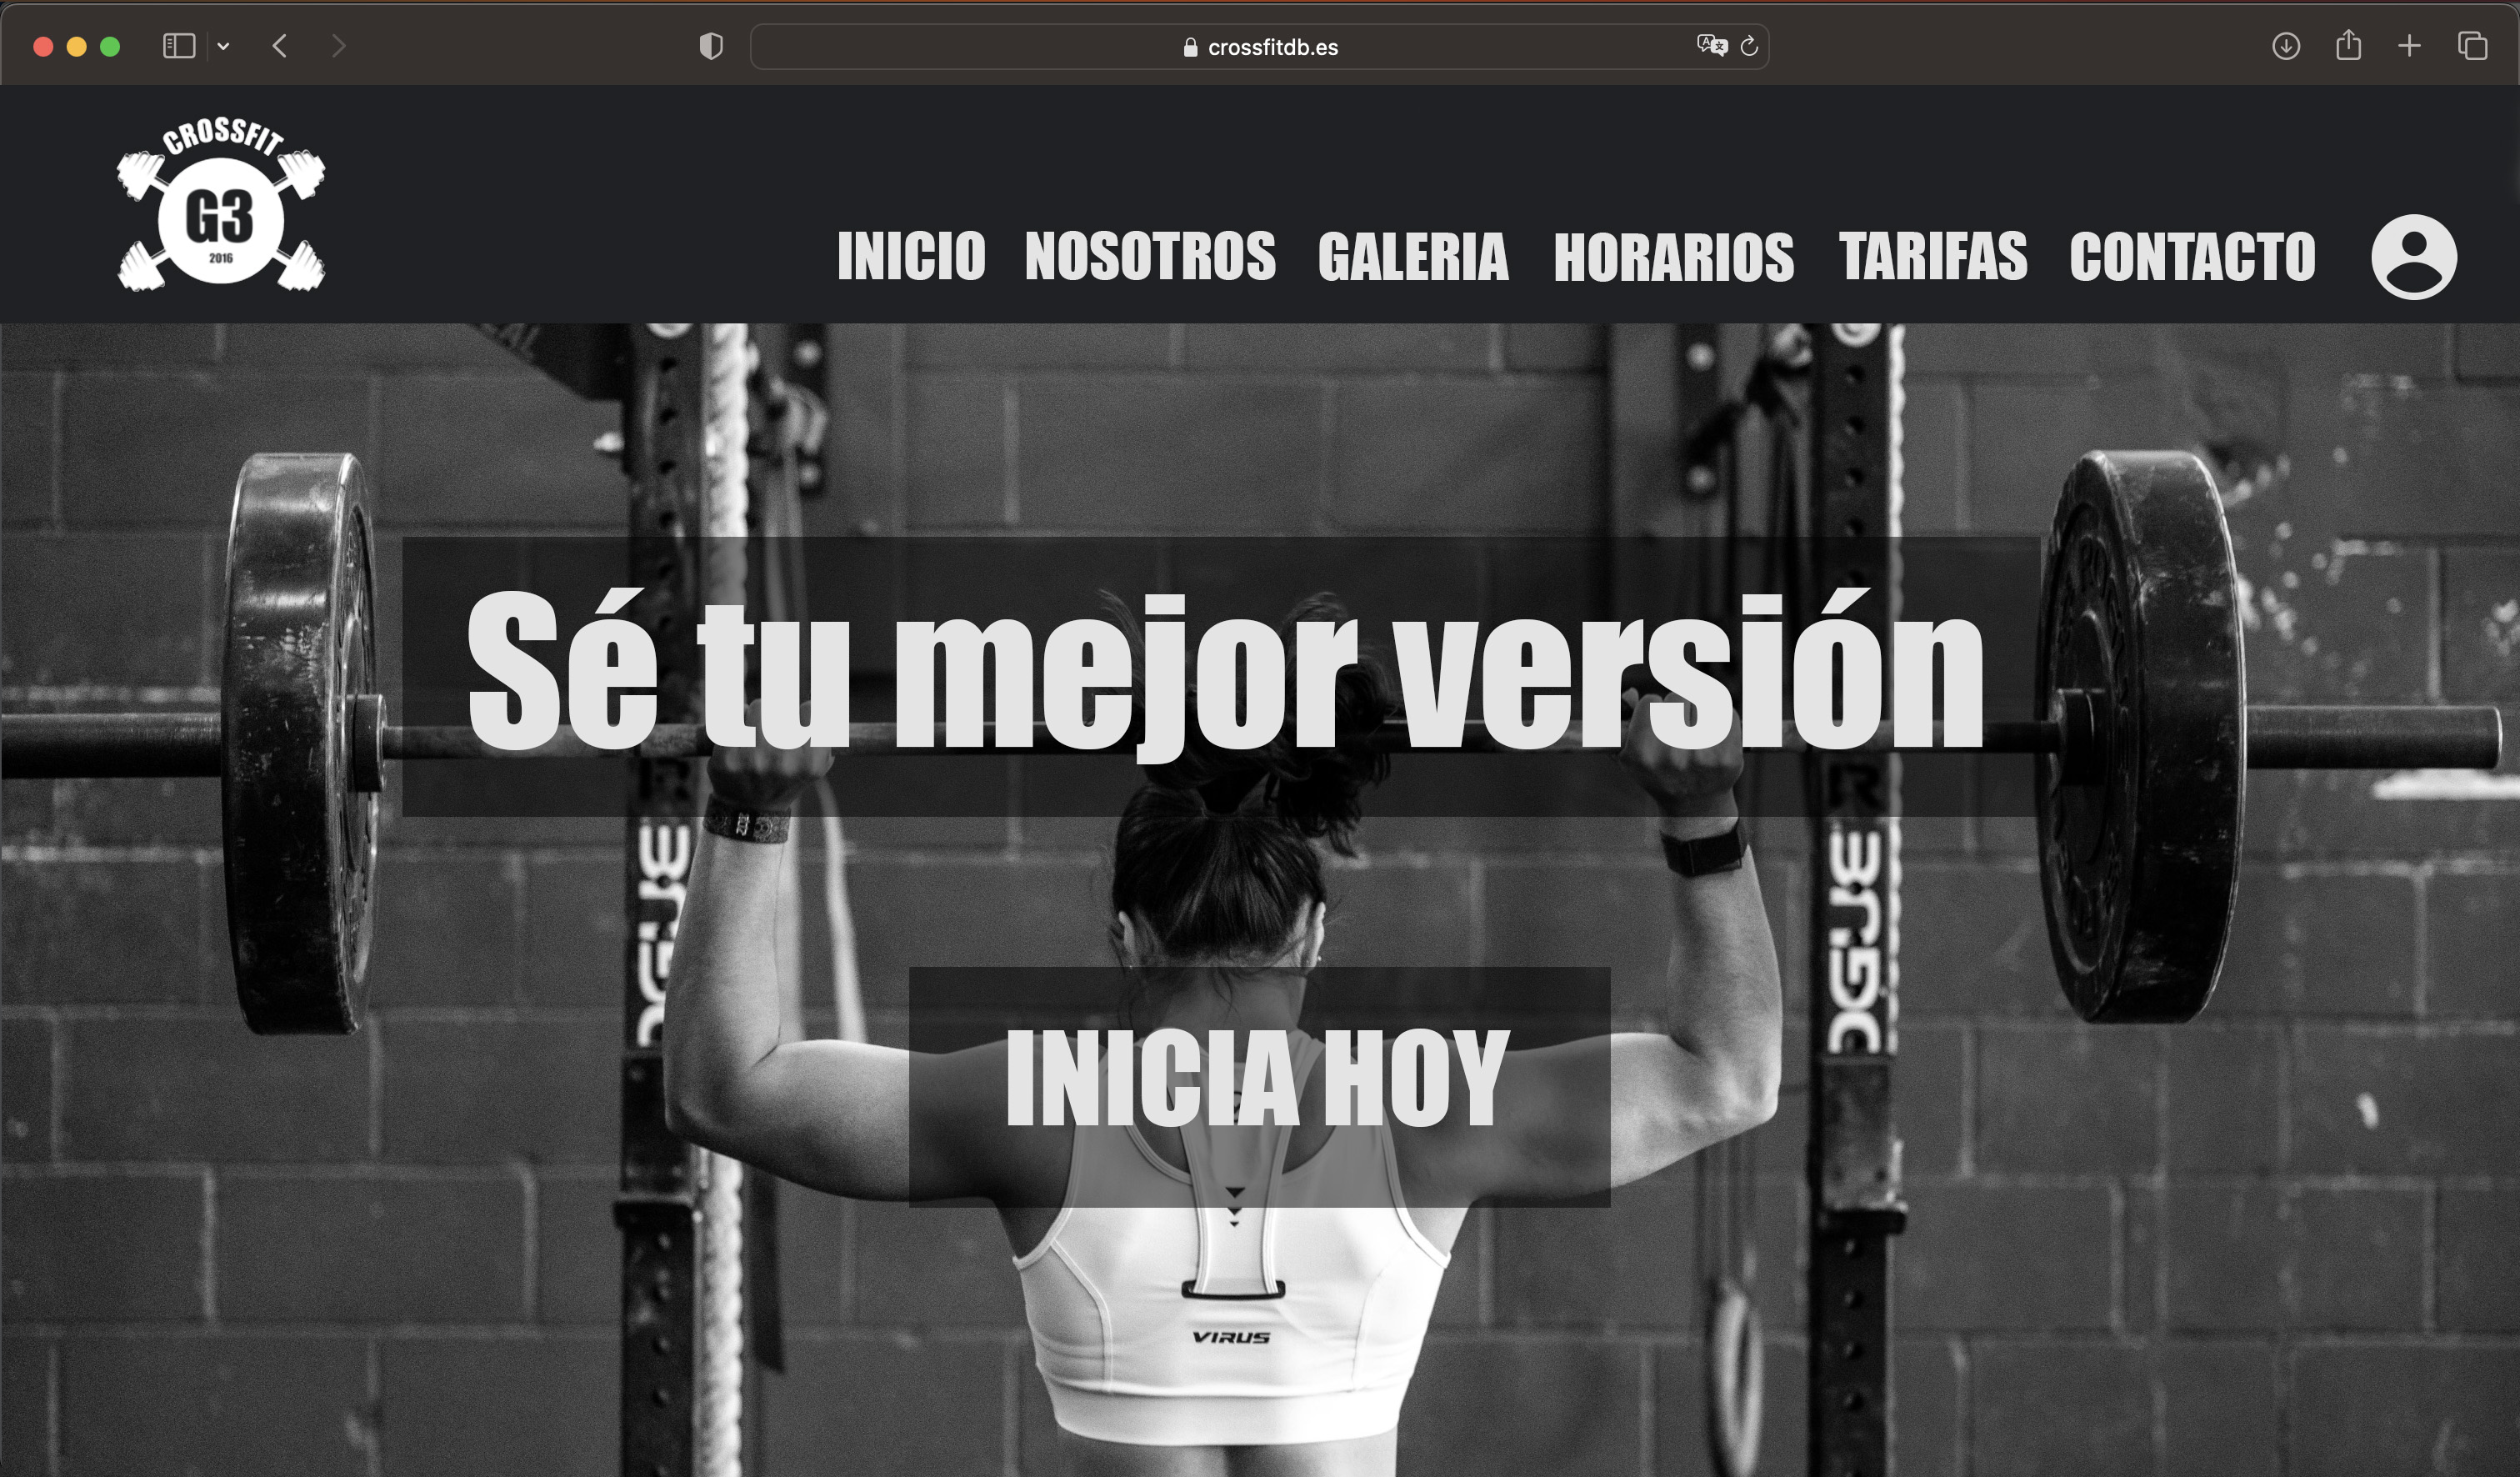 crossfitdb.es
CROSSFIT
G3
2016
INICIO NOSOTROS GALERIA HORARIOS TARIFAS CONTACTO
Sé tu mejor versión
INICIA HOY
VIRUS